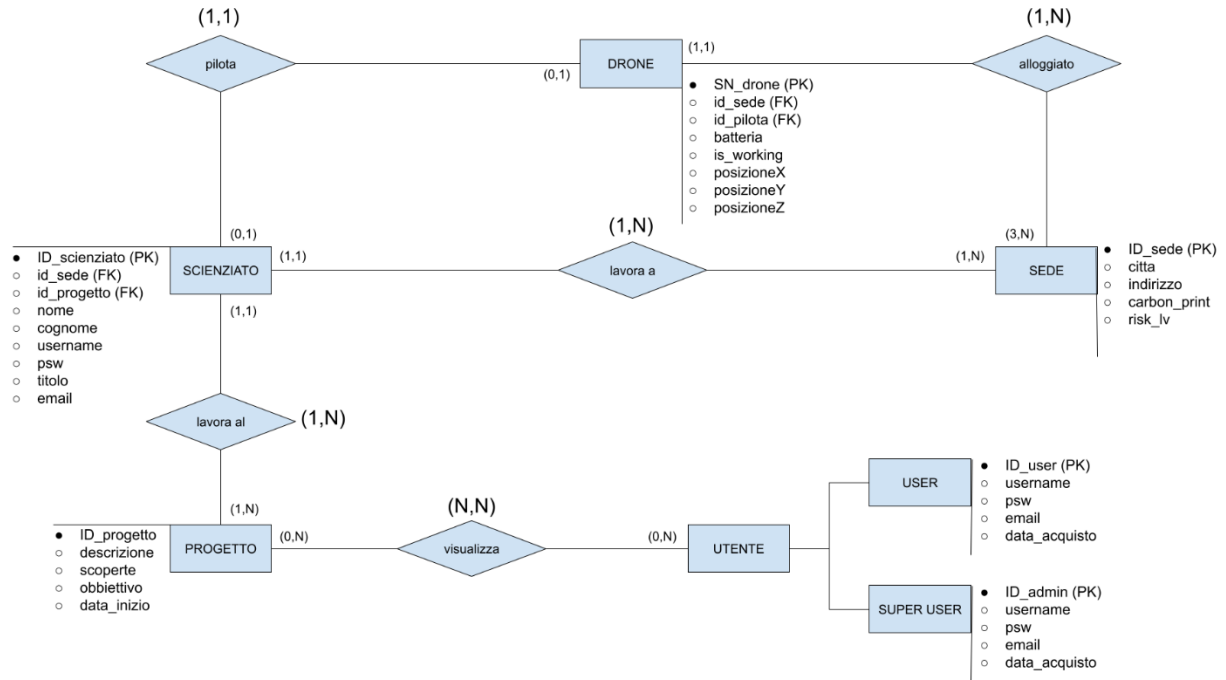 (1,1)
(1,N)
pilota
DRONE
alloggiato
(1,1)
(0,1)
SN_drone (PK)
id_sede (FK)
id_pilota (FK)
batteria
is_working
posizioneX
posizioneY
posizioneZ
(0,1)
(1,N)
(3,N)
ID_scienziato (PK)
id_sede (FK)
id_progetto (FK)
nome
cognome
username
psw
titolo
email
SCIENZIATO
(1,1)
lavora a
(1,N)
SEDE
ID_sede (PK)
citta
indirizzo
carbon_print
risk_lv
(1,1)
lavora al
(1,N)
(1,N)
ID_progetto
descrizione
scoperte
obbiettivo
data_inizio
PROGETTO
(0,N)
(N,N)
visualizza
(0,N)
UTENTE
USER
ID_user (PK)
username
psw
email
data_acquisto
SUPER USER
ID_admin (PK)
username
psw
email
data_acquisto